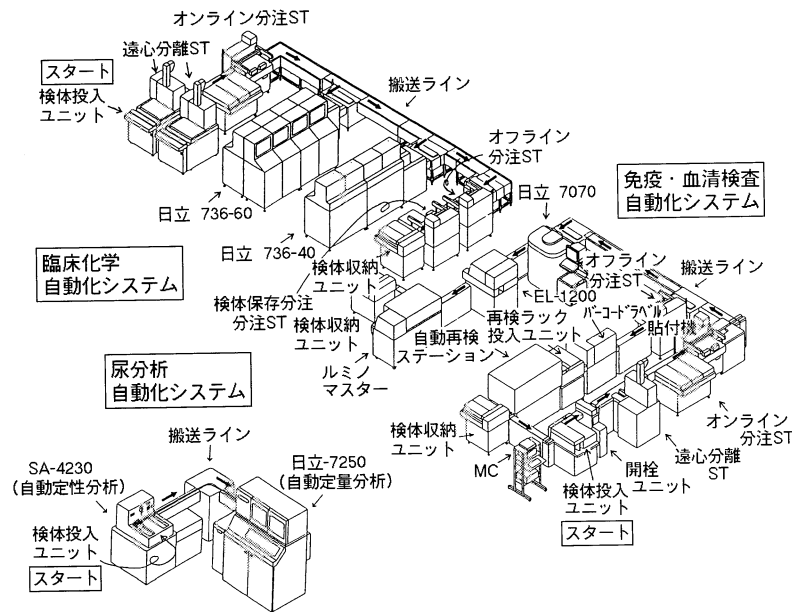 オンライン分注ST
遠心分離ST
スタート
検体投入
ユニット
搬送ライン
オフライン
分注ST
日立 7070
免疫・血清検査
自動化システム
日立 736-60
日立 736-40
臨床化学
自動化システム
検体収納
ユニット
検体保存分注
分注ST
検体収納
ユニット
オフライン
分注ST
搬送ライン
EL-1200
再検ラック
投入ユニット
バーコードラベル
貼付機
自動再検
ステーション
ルミノ
マスター
尿分析
自動化システム
搬送ライン
SA-4230
(自動定性分析)
日立-7250
(自動定量分析)
検体投入
ユニット
スタート
検体収納
ユニット
MC
検体投入
ユニット
スタート
開栓
ユニット
遠心分離
ST
オンライン
分注ST